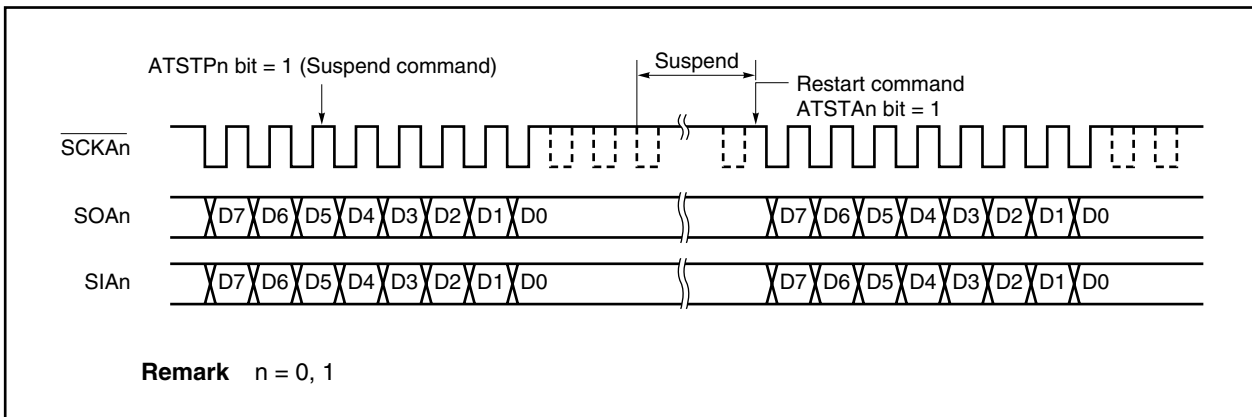 ATSTPn bit = 1 (Suspend command)
Suspend
Restart command
ATSTAn bit = 1
SCKAn
SOAn D7 D6 D5 D4 D3 D2 D1 D0 D7 D6 D5 D4 D3 D2 D1 D0
SIAn D7 D6 D5 D4 D3 D2 D1 D0 D7 D6 D5 D4 D3 D2 D1 D0
Remark n = 0, 1